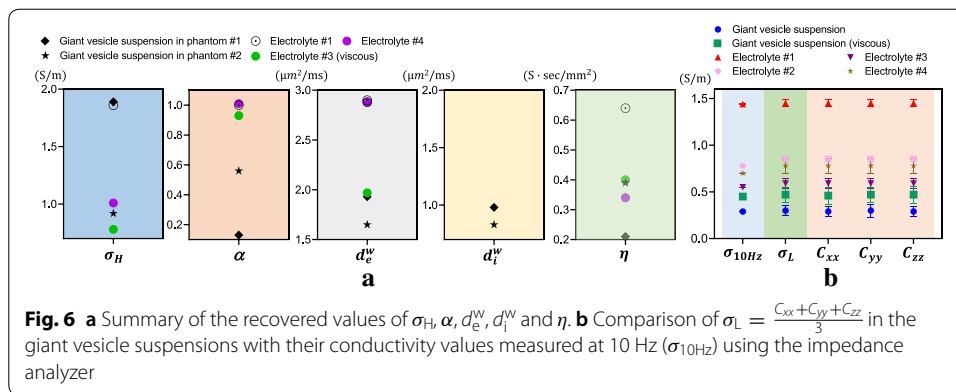 ◆ Giant vesicle suspension in phantom #1 ⊙ Electrolyte #1 ● Electrolyte #4
★ Giant vesicle suspension in phantom #2 ● Electrolyte #3 (viscous)
(S/m) (μm²/ms) (μm²/ms) (S · sec/mm²)
2.0
1.5
1.0
σ_H
1.0
0.8
0.6
0.4
0.2
α
3.0
2.5
2.0
1.5
d_e^w
1.0
d_i^w
0.7
0.6
0.5
0.4
0.3
0.2
η
a
● Giant vesicle suspension
■ Giant vesicle suspension (viscous)
▲ Electrolyte #1 ▼ Electrolyte #3
Electrolyte #2 ★ Electrolyte #4
(S/m)
1.5
1.0
0.5
0.0
σ_10Hz σ_L C_xx C_yy C_zz
b
Fig. 6 a Summary of the recovered values of σ_H, α, d_e^w, d_i^w and η. b Comparison of σ_L = (C_xx+C_yy+C_zz)/3 in the
giant vesicle suspensions with their conductivity values measured at 10 Hz (σ_10Hz) using the impedance
analyzer